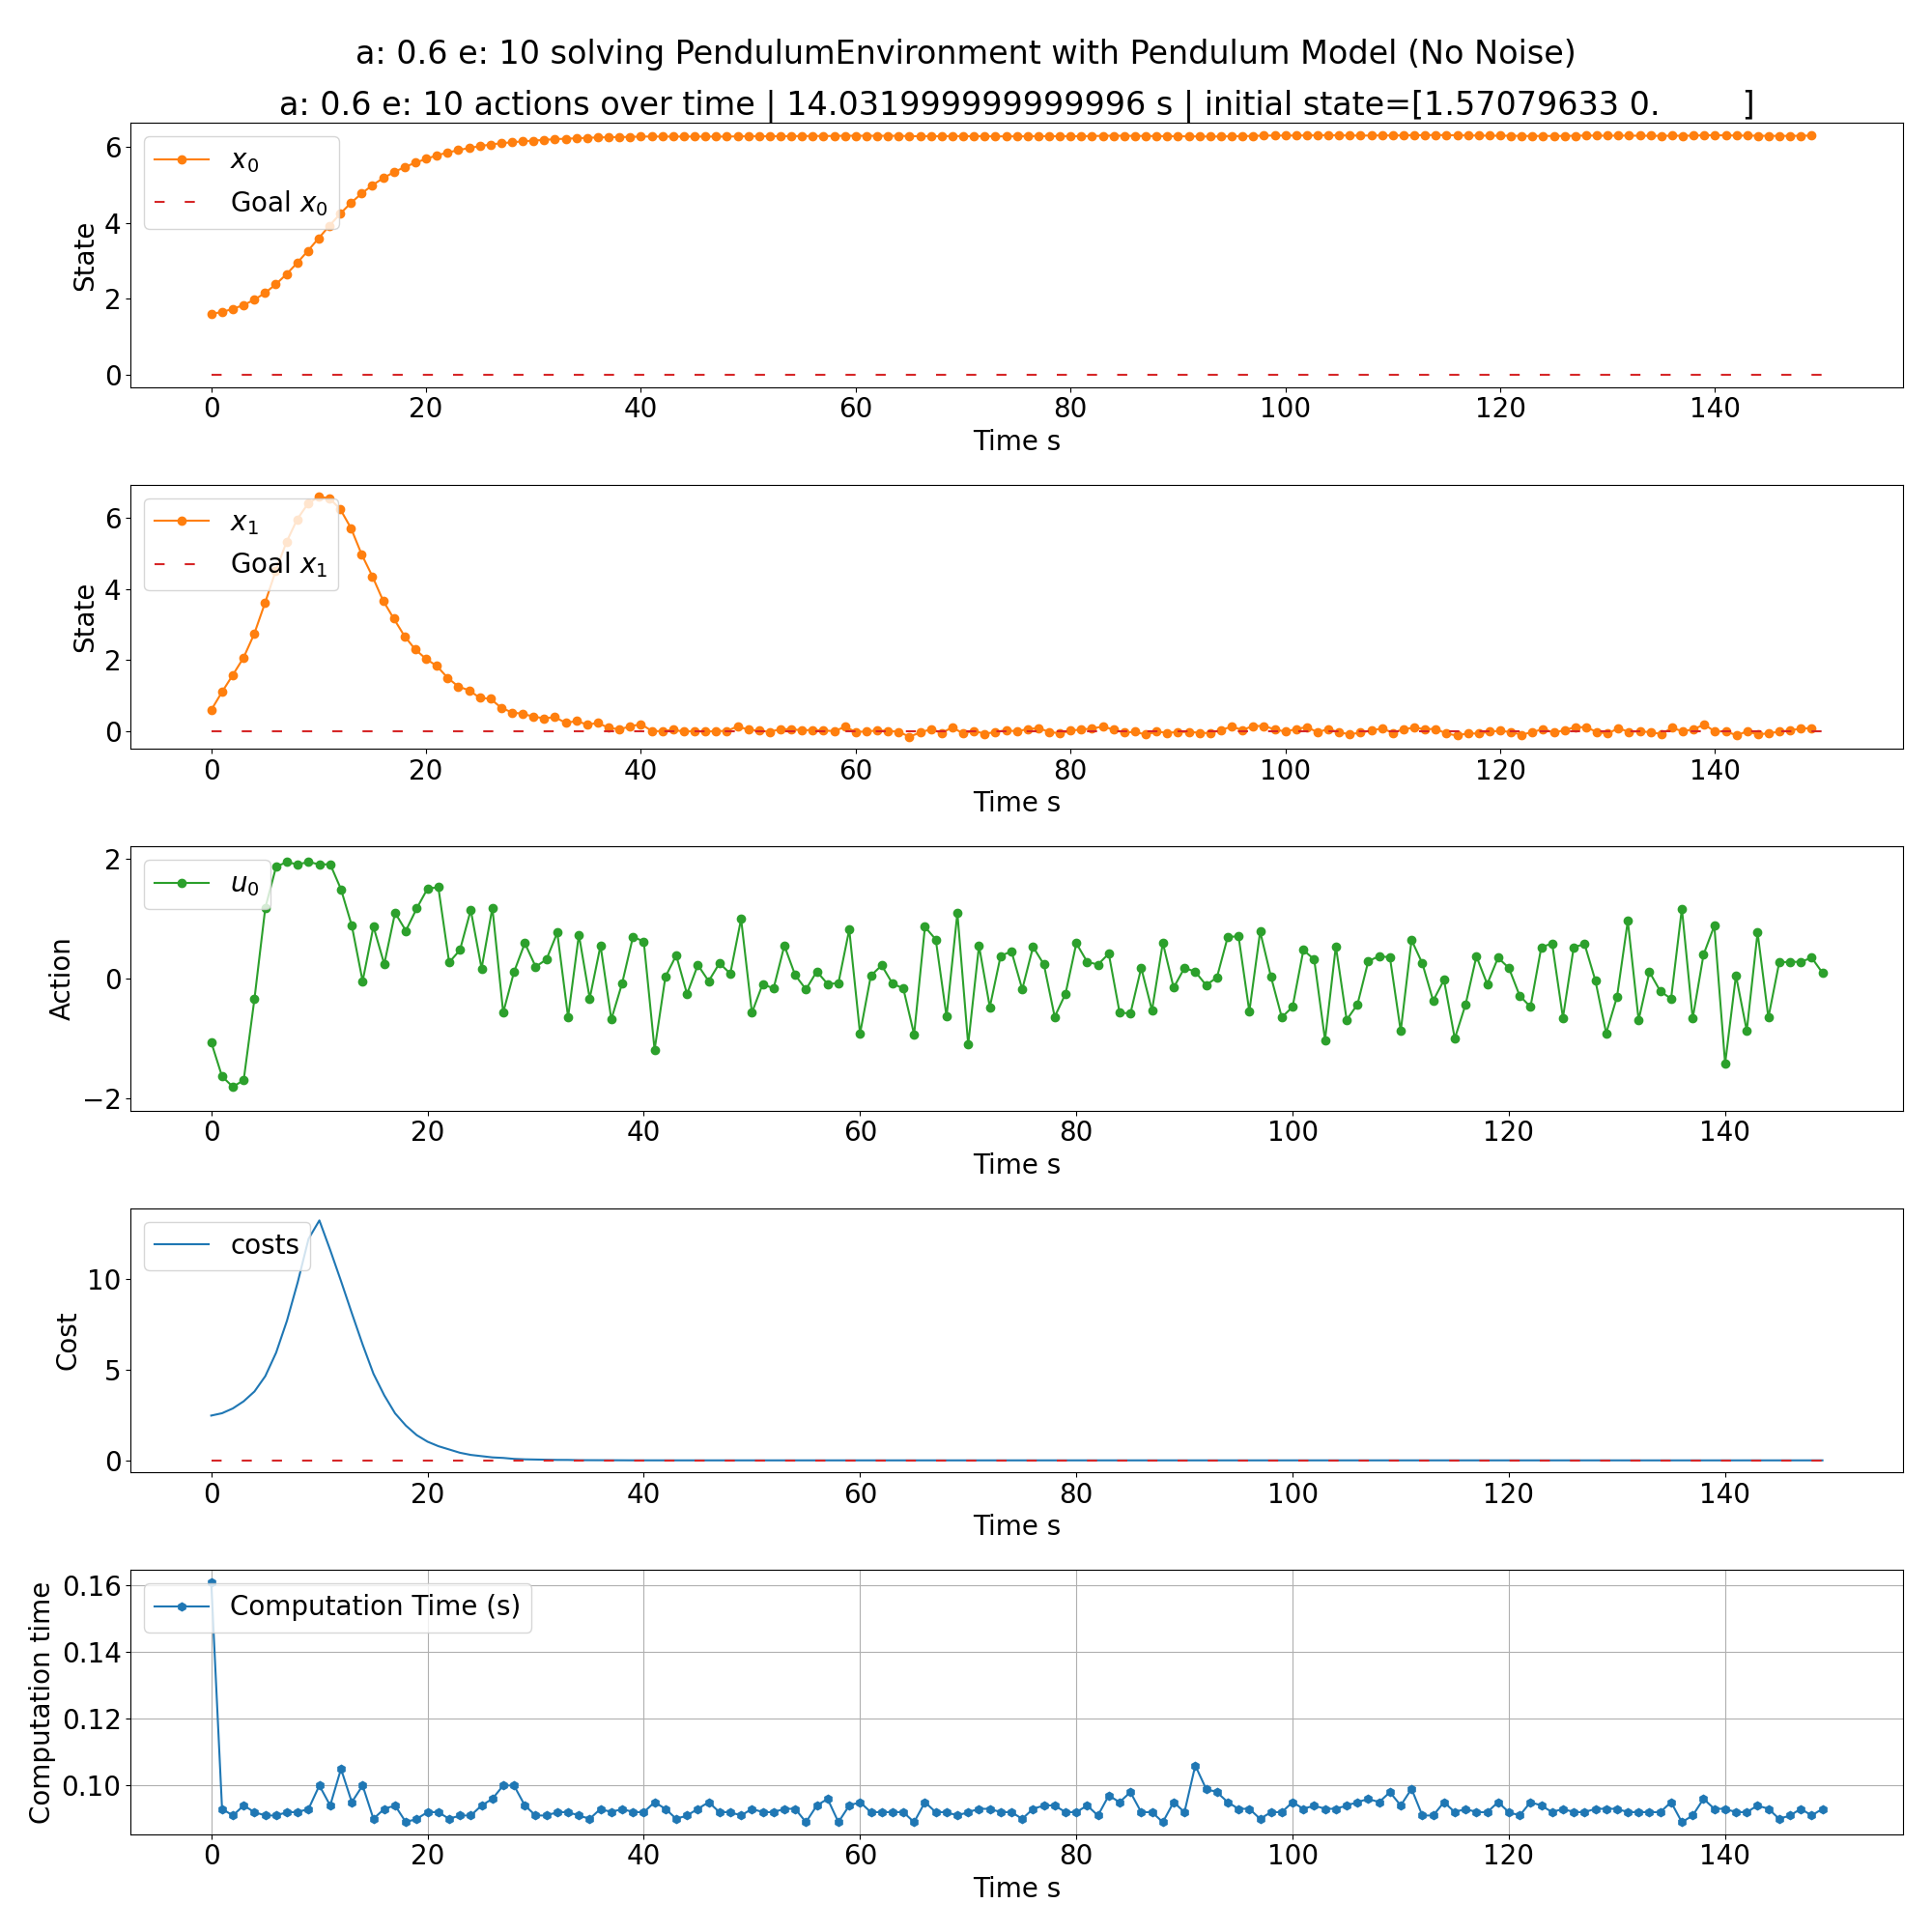 a: 0.6 e: 10 solving PendulumEnvironment with Pendulum Model (No Noise)
a: 0.6 e: 10 actions over time | 14.031999999999996 s | initial state=[1.57079633 0.        ]
x₀
Goal x₀
State
6
4
2
0
0 20 40 60 80 100 120 140
Time s
x₁
Goal x₁
State
6
4
2
0
0 20 40 60 80 100 120 140
Time s
u₀
Action
2
0
−2
0 20 40 60 80 100 120 140
Time s
costs
Cost
10
5
0
0 20 40 60 80 100 120 140
Time s
Computation Time (s)
Computation time
0.16
0.14
0.12
0.10
0 20 40 60 80 100 120 140
Time s